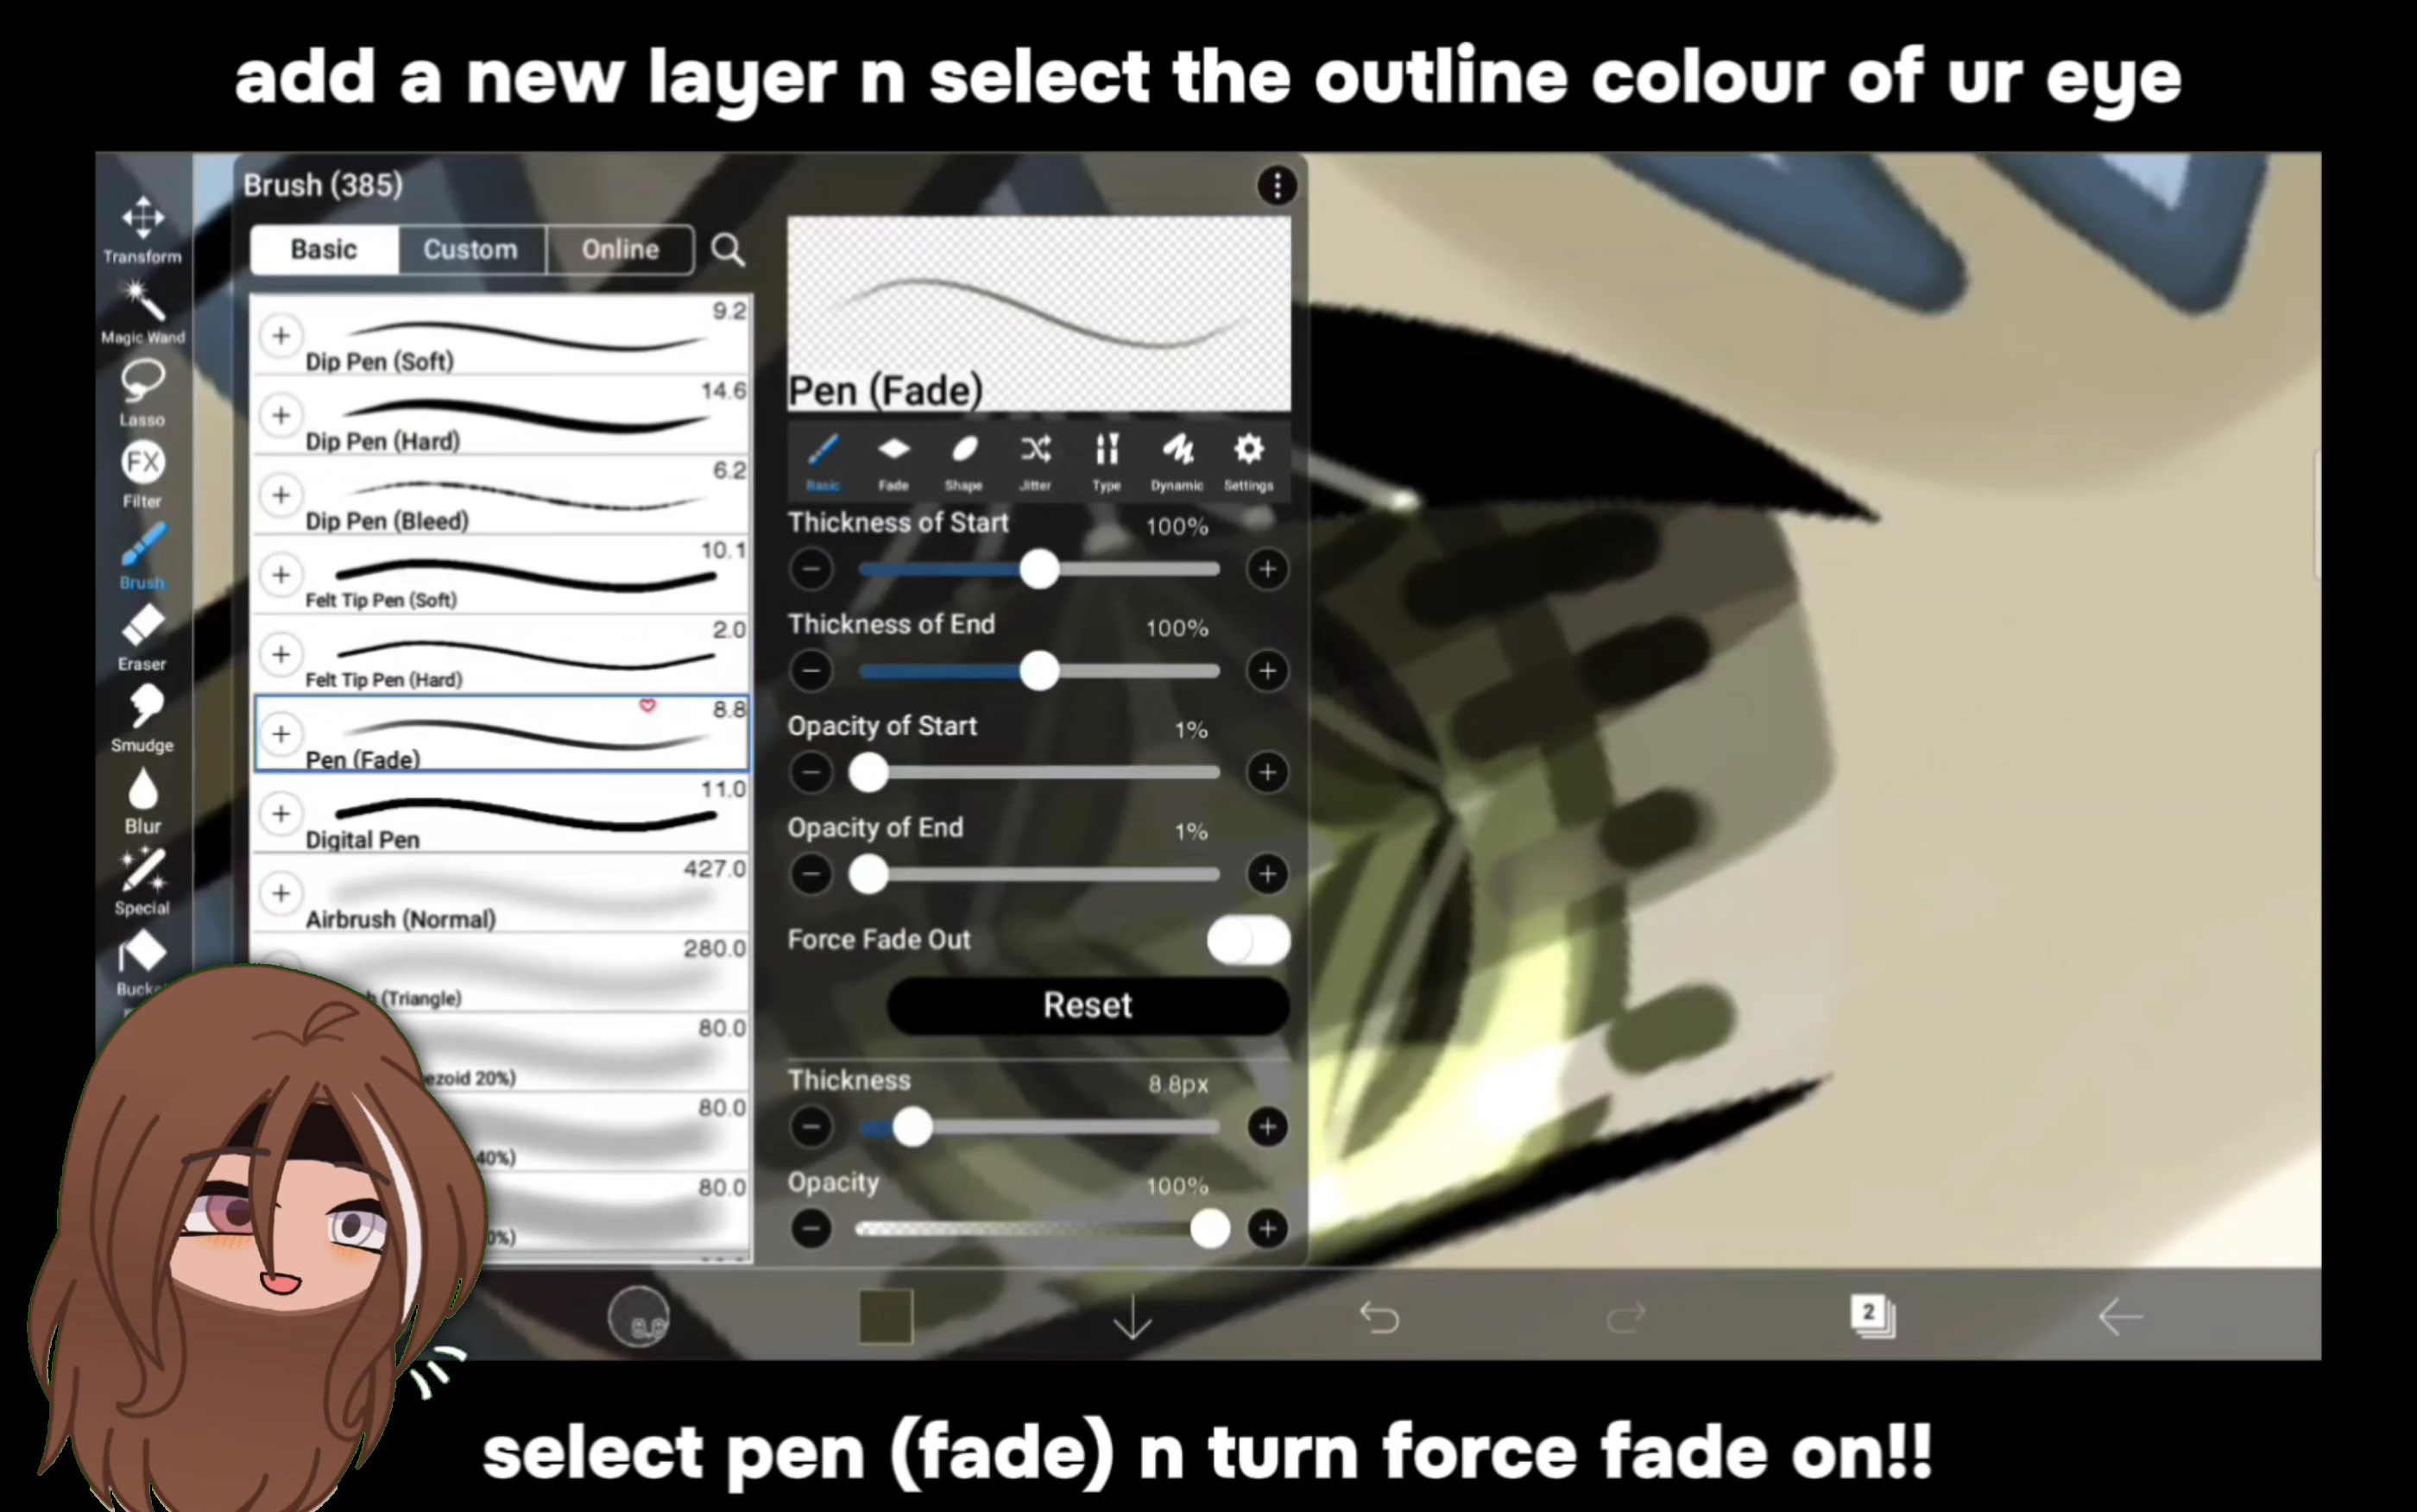 add a new layer n select the outline colour of ur eye
Brush (385)
Basic Custom Online
Transform
Magic Wand
Lasso
FX
Filter
Brush
Eraser
Smudge
Blur
Special
9.2
Dip Pen (Soft)
14.6
Dip Pen (Hard)
6.2
Dip Pen (Bleed)
10.1
Felt Tip Pen (Soft)
2.0
Felt Tip Pen (Hard)
8.8
Pen (Fade)
11.0
Digital Pen
427.0
Airbrush (Normal)
280.0
(Triangle)
80.0
20%)
80.0
40%)
80.0
Pen (Fade)
Basic Fade Shape Jitter Type Dynamic Settings
Thickness of Start 100%
Thickness of End 100%
Opacity of Start 1%
Opacity of End 1%
Force Fade Out
Reset
Thickness 8.8px
Opacity 100%
2
select pen (fade) n turn force fade on!!